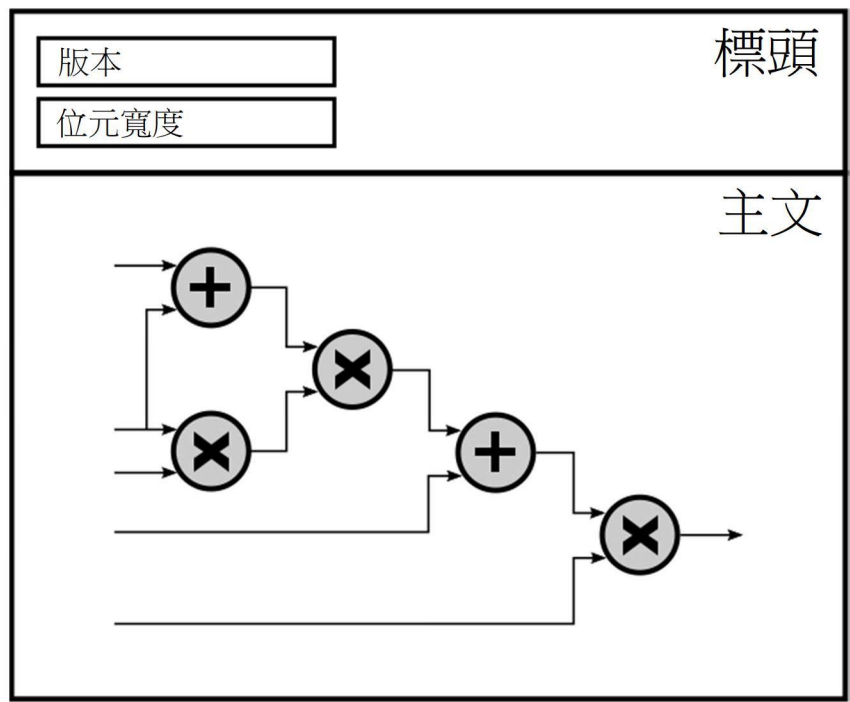 標頭
版本
位元寬度
主文
+
×
×
+
×